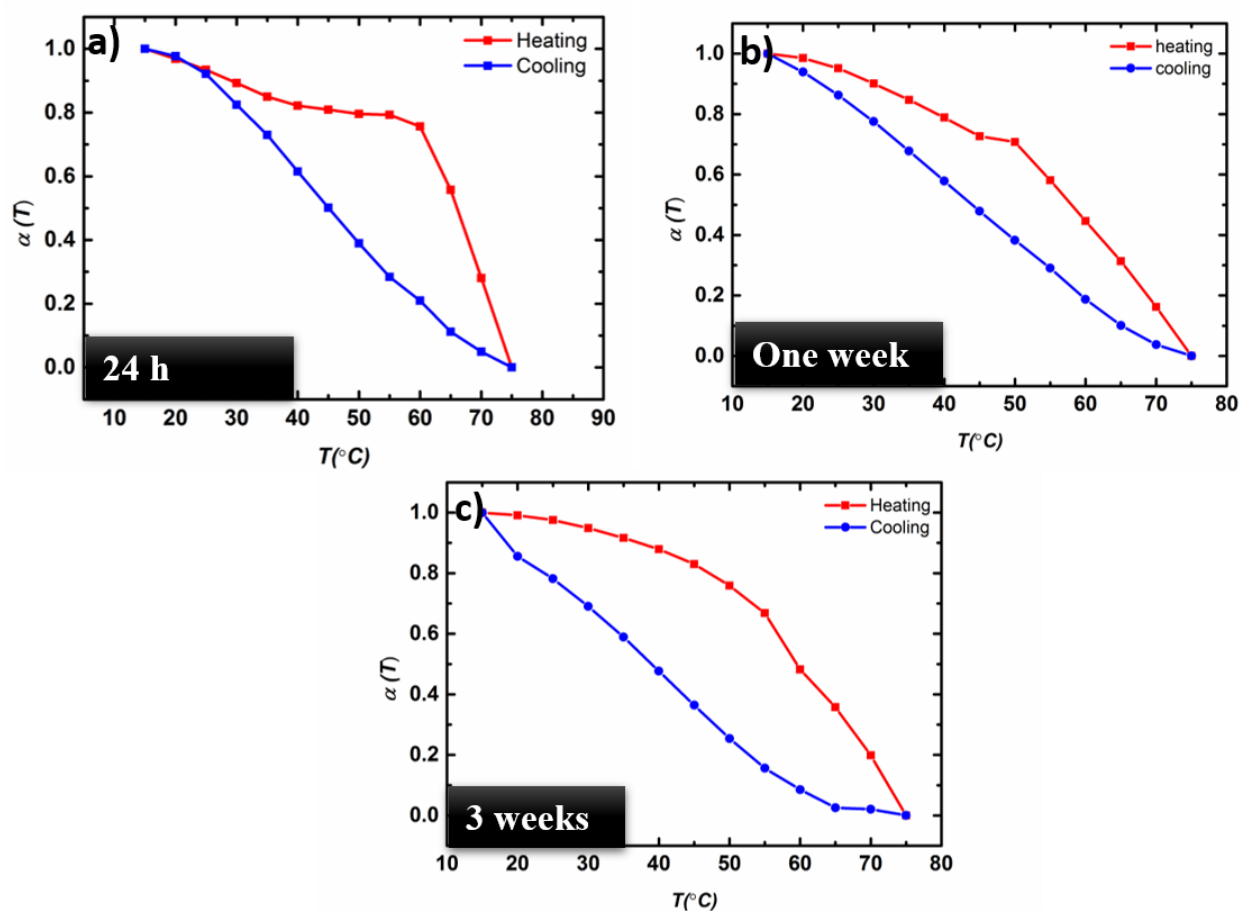 a)
Heating
Cooling
1.0
0.8
0.6
0.4
0.2
0.0
α (T)
24 h
10 20 30 40 50 60 70 80 90
T(°C)
b)
heating
cooling
1.0
0.8
0.6
0.4
0.2
0.0
α (T)
One week
10 20 30 40 50 60 70 80
T(°C)
c)
Heating
Cooling
1.0
0.8
0.6
0.4
0.2
0.0
α (T)
3 weeks
10 20 30 40 50 60 70 80
T(°C)